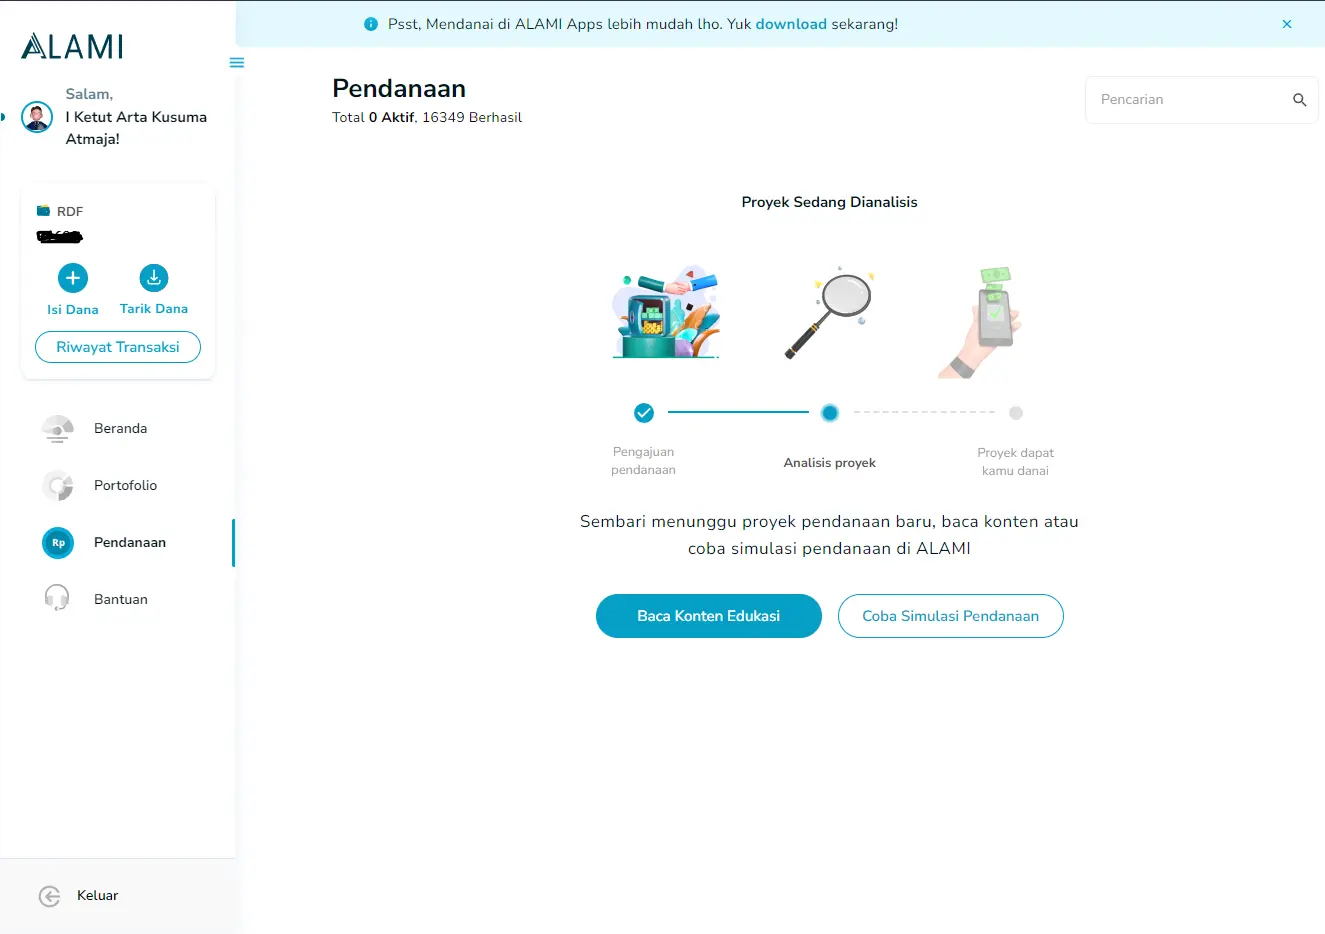 Psst, Mendanai di ALAMI Apps lebih mudah lho. Yuk download sekarang!
ALAMI
Salam,
I Ketut Arta Kusuma
Atmaja!
RDF
Isi Dana
Tarik Dana
Riwayat Transaksi
Beranda
Portofolio
Rp
Pendanaan
Bantuan
Keluar
Pendanaan
Total 0 Aktif, 16349 Berhasil
Pencarian
Proyek Sedang Dianalisis
Pengajuan
pendanaan
Analisis proyek
Proyek dapat
kamu danai
Sembari menunggu proyek pendanaan baru, baca konten atau
coba simulasi pendanaan di ALAMI
Baca Konten Edukasi
Coba Simulasi Pendanaan